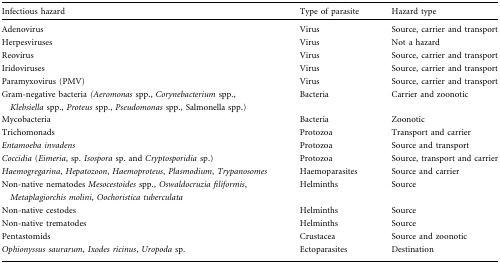 Infectious hazard Type of parasite Hazard type
Adenovirus Virus Source, carrier and transport
Herpesviruses Virus Not a hazard
Reovirus Virus Source, carrier and transport
Iridoviruses Virus Source, carrier and transport
Paramyxovirus (PMV) Virus Source, carrier and transport
Gram-negative bacteria (Aeromonas spp., Corynebacterium spp., Bacteria Carrier and zoonotic
Klebsiella spp., Proteus spp., Pseudomonas spp., Salmonella spp.)
Mycobacteria Bacteria Zoonotic
Trichomonads Protozoa Transport and carrier
Entamoeba invadens Protozoa Source and transport
Coccidia (Eimeria, sp. Isospora sp. and Cryptosporidia sp.) Protozoa Source, transport and carrier
Haemogregarina, Hepatozoon, Haemoproteus, Plasmodium, Trypanosomes Haemoparasites Source and carrier
Non-native nematodes Mesocestoides spp., Oswaldocruzia filiformis, Helminths Source
Metaplagiorchis molini, Oochoristica tuberculata
Non-native cestodes Helminths Source
Non-native trematodes Helminths Source
Pentastomids Crustacea Source and zoonotic
Ophionyssus saurarum, Ixodes ricinus, Uropoda sp. Ectoparasites Destination